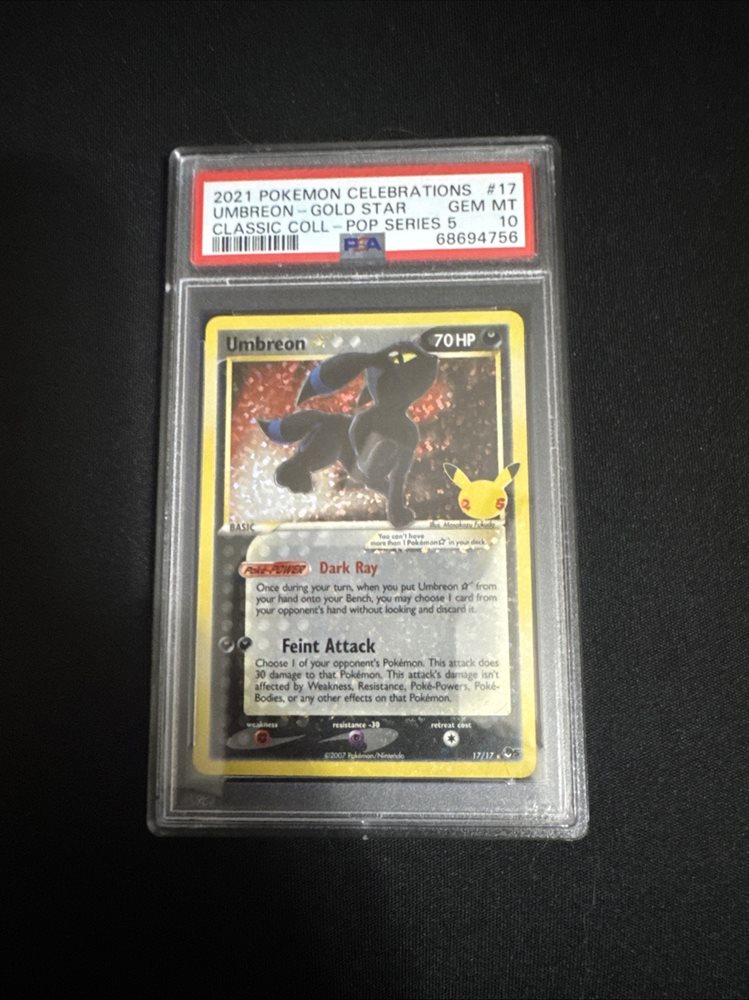 2021 POKEMON CELEBRATIONS #17
UMBREON-GOLD STAR GEM MT
CLASSIC COLL-POP SERIES 5 10
PSA 68694756
Umbreon 70 HP
25
BASIC Illus. Masakazu Fukuda
You can't have
more than 1 Pokémon☆ in your deck.
POKé-POWER Dark Ray
Once during your turn, when you put Umbreon ☆ from
your hand onto your Bench, you may choose 1 card from
your opponent's hand without looking and discard it.
Feint Attack
Choose 1 of your opponent's Pokémon. This attack does
30 damage to that Pokémon. This attack's damage isn't
affected by Weakness, Resistance, Poké-Powers, Poké-
Bodies, or any other effects on that Pokémon.
weakness resistance -30 retreat cost
©2007 Pokémon/Nintendo 17/17